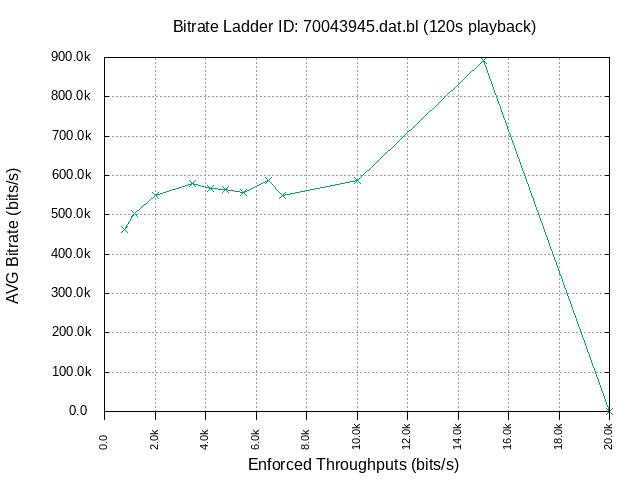 Bitrate Ladder ID: 70043945.dat.bl (120s playback)
AVG Bitrate (bits/s)
900.0k
800.0k
700.0k
600.0k
500.0k
400.0k
300.0k
200.0k
100.0k
0.0
0.0 2.0k 4.0k 6.0k 8.0k 10.0k 12.0k 14.0k 16.0k 18.0k 20.0k
Enforced Throughputs (bits/s)